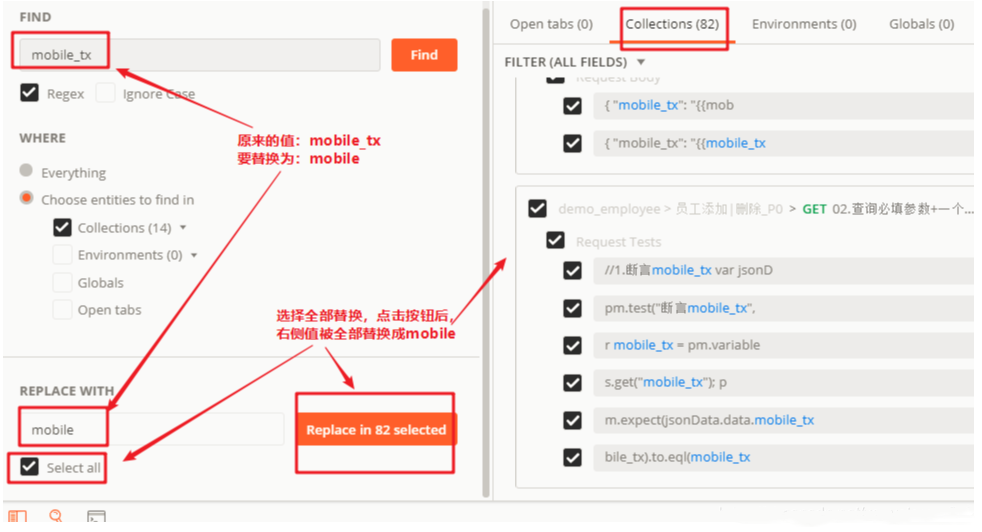 FIND
mobile_tx
Find
Regex
Ignore Case
原来的值：mobile_tx
要替换为：mobile
WHERE
Everything
Choose entities to find in
Collections (14)
Environments (0)
Globals
Open tabs
选择全部替换，点击按钮后，
右侧值被全部替换成mobile
REPLACE WITH
mobile
Replace in 82 selected
Select all
Open tabs (0)
Collections (82)
Environments (0)
Globals (0)
FILTER (ALL FIELDS)
Request Body
{ "mobile_tx": "{{mob
{ "mobile_tx": "{{mobile_tx
demo_employee > 员工添加|删除_P0 > GET 02.查询必填参数+一个...
Request Tests
//1.断言mobile_tx var jsonD
pm.test("断言mobile_tx",
r mobile_tx = pm.variable
s.get("mobile_tx"); p
m.expect(jsonData.data.mobile_tx
bile_tx).to.eql(mobile_tx